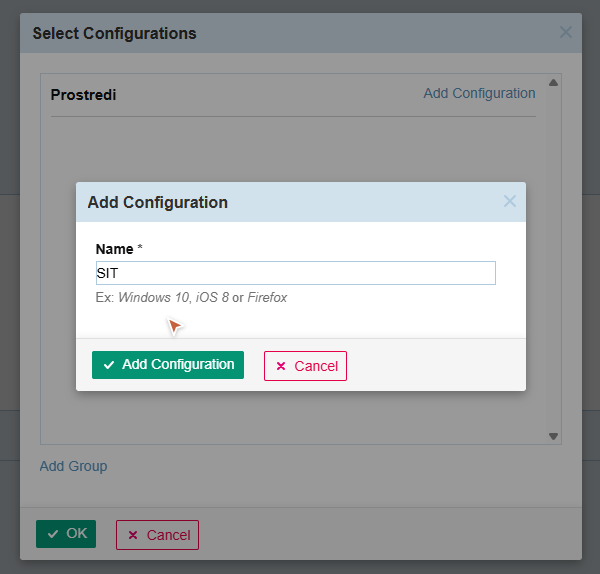 Select Configurations
Prostredi
Add Configuration
Add Configuration
Name *
SIT
Ex: Windows 10, iOS 8 or Firefox
Add Configuration
Cancel
Add Group
OK
Cancel